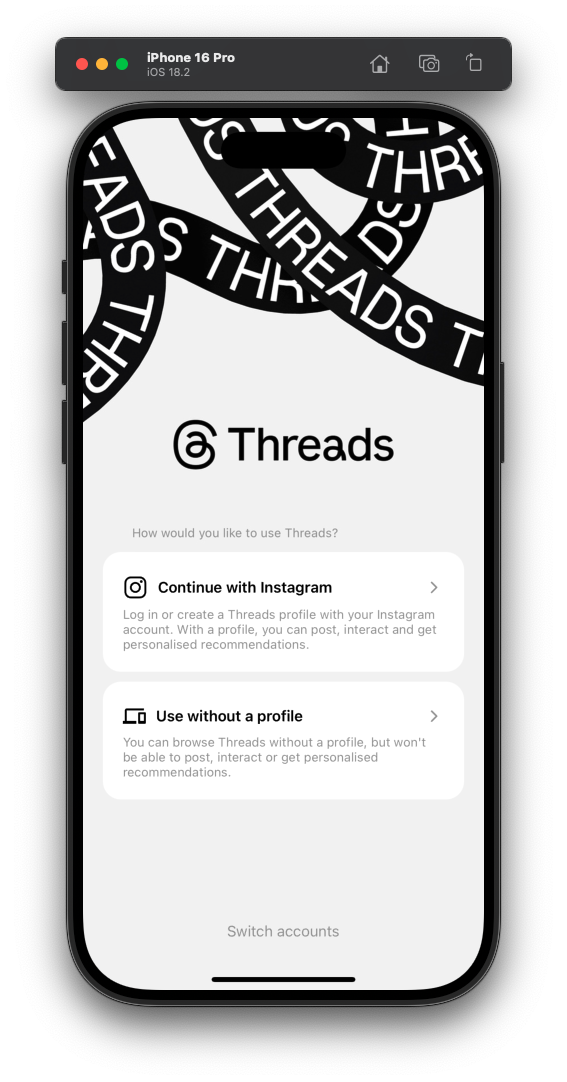 iPhone 16 Pro
iOS 18.2
THREADS
THREADS
THREADS
Threads
How would you like to use Threads?
Continue with Instagram
Log in or create a Threads profile with your Instagram
account. With a profile, you can post, interact and get
personalised recommendations.
Use without a profile
You can browse Threads without a profile, but won't
be able to post, interact or get personalised
recommendations.
Switch accounts